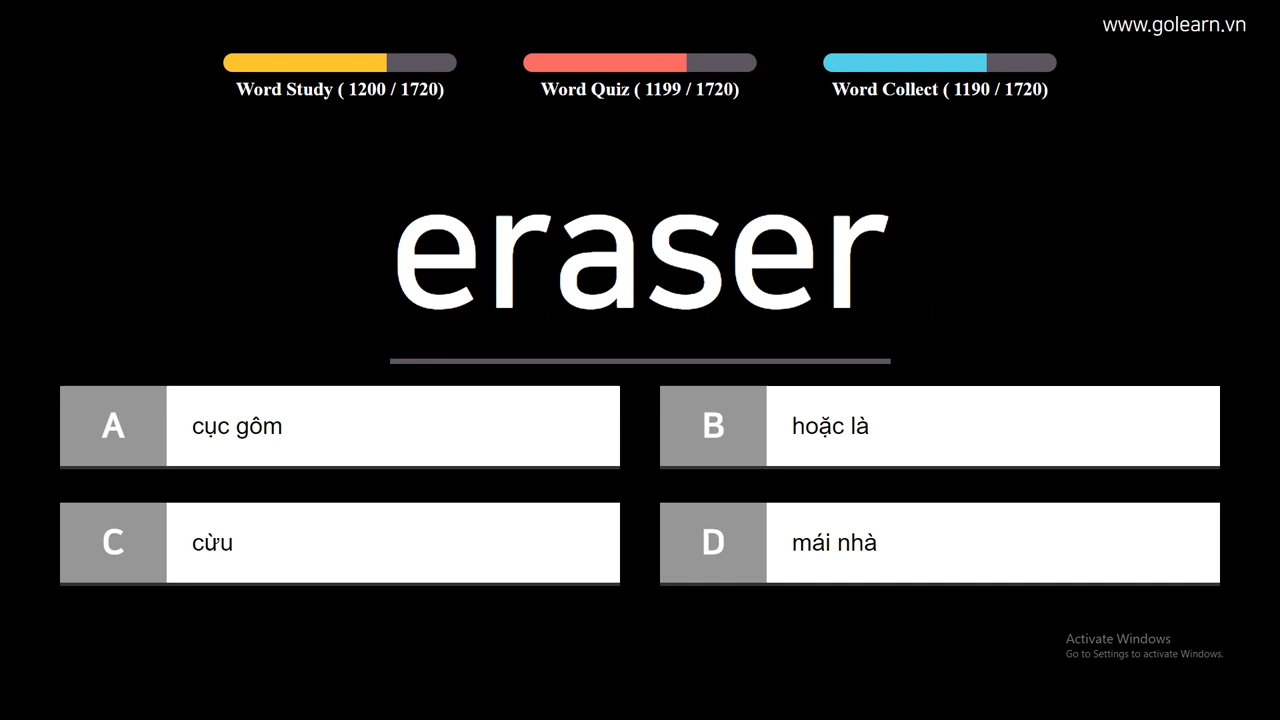 www.golearn.vn
Word Study ( 1200 / 1720)
Word Quiz ( 1199 / 1720)
Word Collect ( 1190 / 1720)
eraser
A cục gôm
B hoặc là
C cừu
D mái nhà
Activate Windows
Go to Settings to activate Windows.